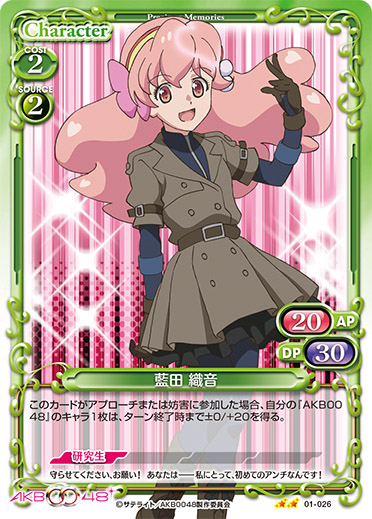 Precious Memories
Character
COST
2
SOURCE
2
20 AP
DP 30
藍田 織音
このカードがアプローチまたは妨害に参加した場合、自分の「AKB00
48」のキャラ1枚は、ターン終了時まで±0/+20を得る。
研究生
守らせてください、お願い! あなたは――私にとって、初めてのアンチなんです!
AKB0048
©サテライト/AKB0048製作委員会
01-026